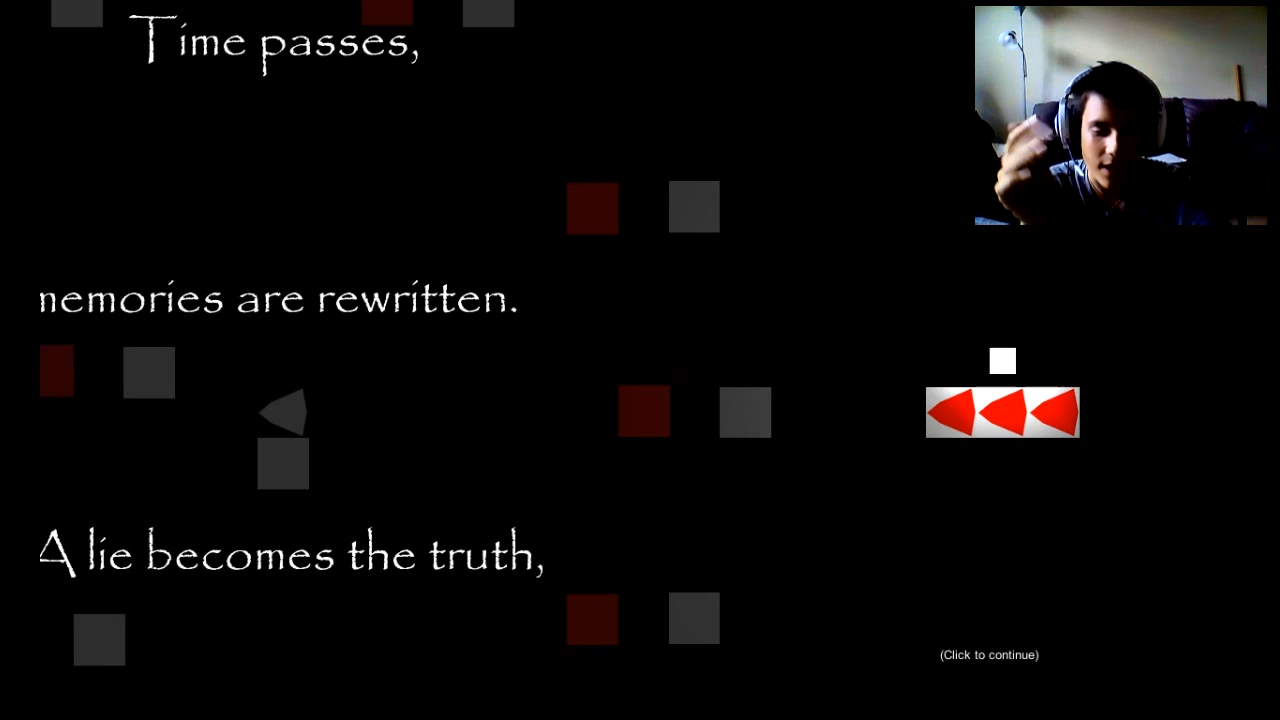 Time passes,
nemories are rewritten.
A lie becomes the truth,
(Click to continue)